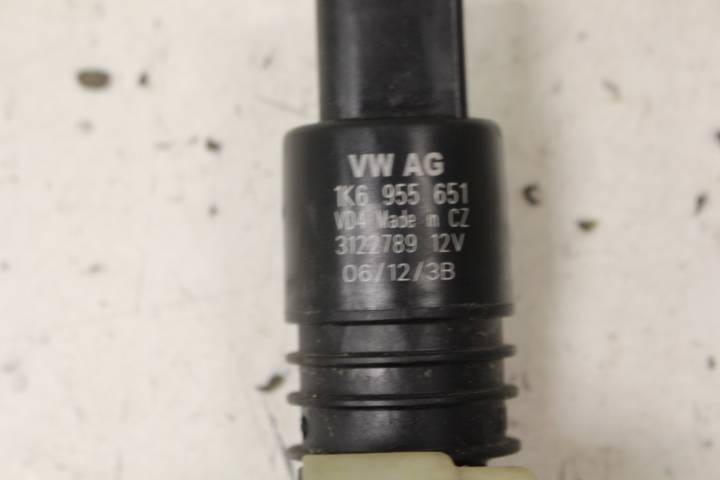 VW AG
1K6 955 651
VD4 Made in CZ
3122789 12V
06/12/3B